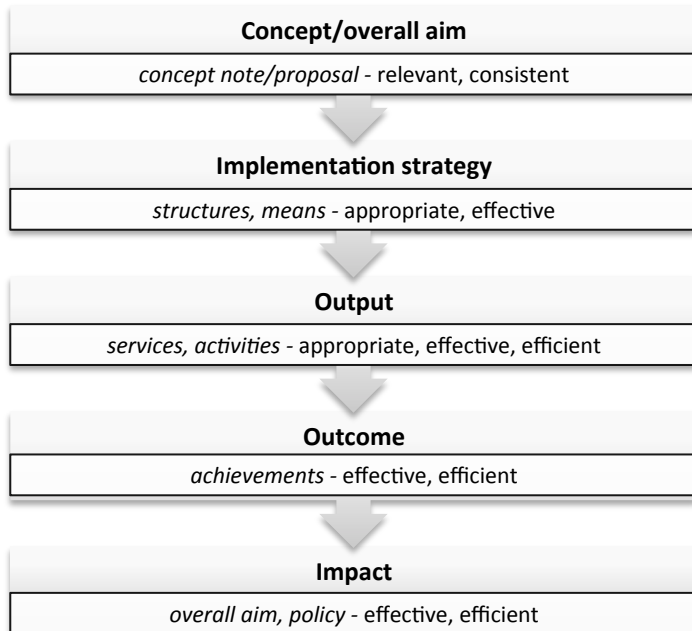 Concept/overall aim
concept note/proposal - relevant, consistent
Implementation strategy
structures, means - appropriate, effective
Output
services, activities - appropriate, effective, efficient
Outcome
achievements - effective, efficient
Impact
overall aim, policy - effective, efficient